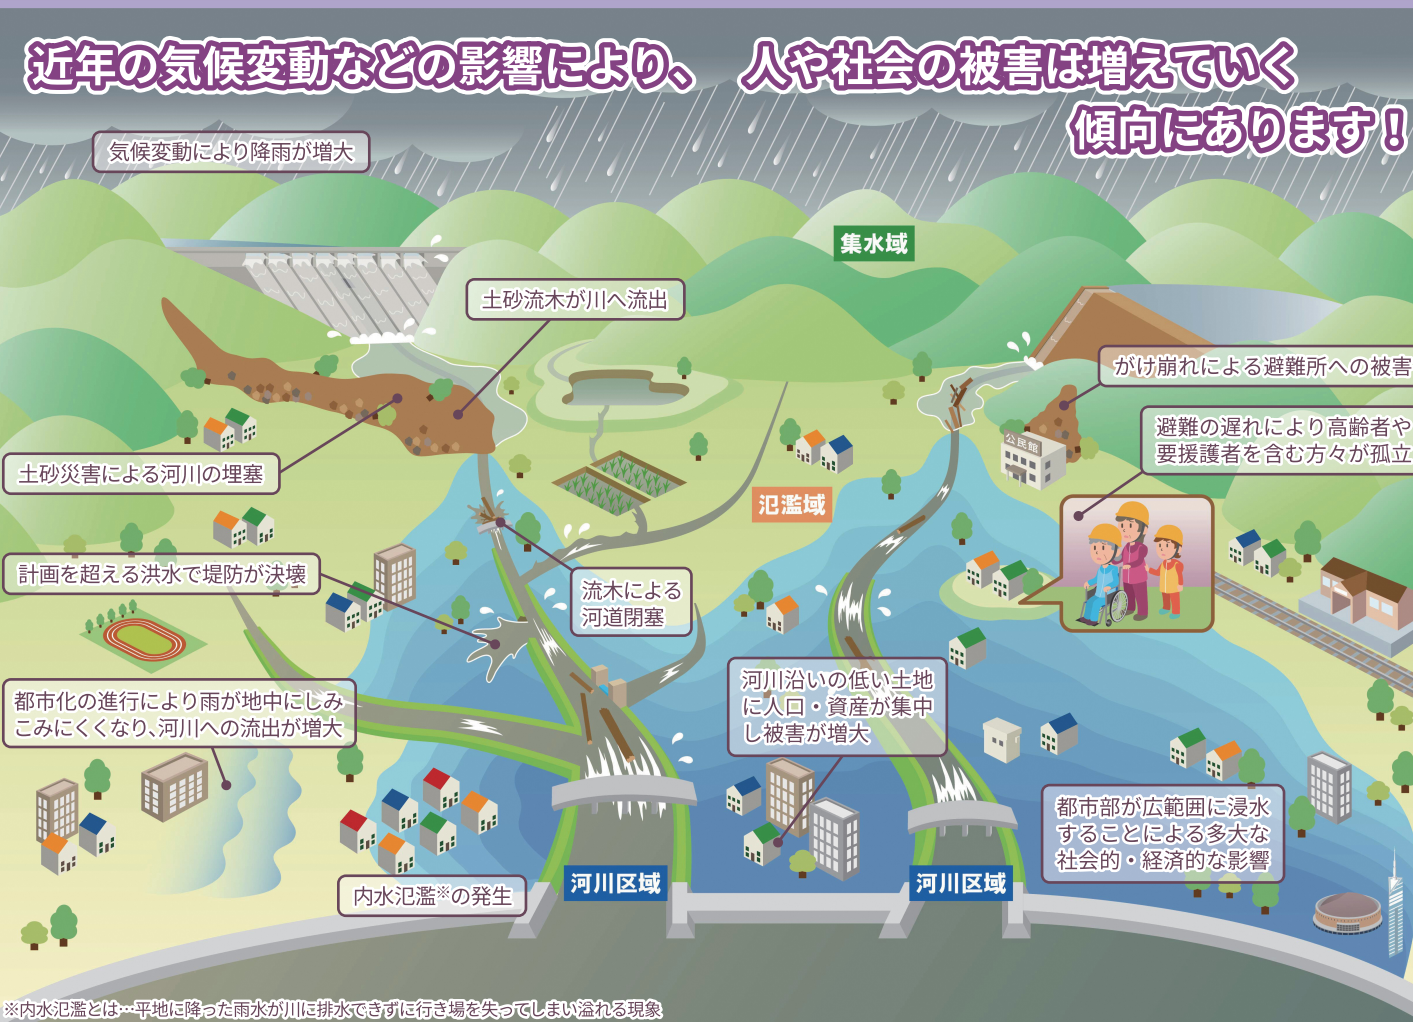 近年の気候変動などの影響により、 人や社会の被害は増えていく
傾向にあります！
気候変動により降雨が増大
集水域
土砂流木が川へ流出
がけ崩れによる避難所への被害
避難の遅れにより高齢者や
要援護者を含む方々が孤立
公民館
土砂災害による河川の埋塞
氾濫域
計画を超える洪水で堤防が決壊
流木による
河道閉塞
都市化の進行により雨が地中にしみ
こみにくくなり、河川への流出が増大
河川沿いの低い土地
に人口・資産が集中
し被害が増大
都市部が広範囲に浸水
することによる多大な
社会的・経済的な影響
内水氾濫※の発生
河川区域
河川区域
※内水氾濫とは…平地に降った雨水が川に排水できずに行き場を失ってしまい溢れる現象